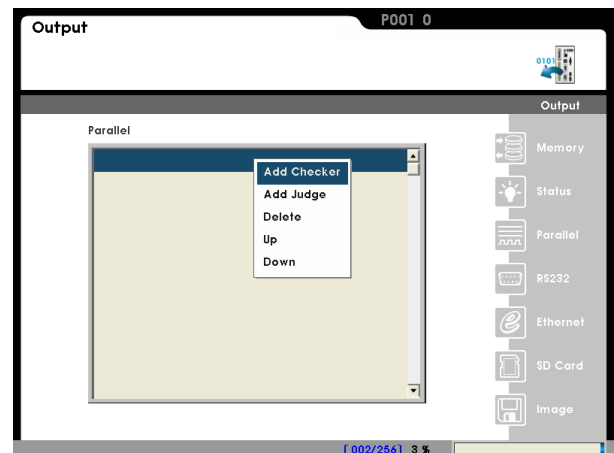 Output
P001 0
0101
Output
Parallel
Add Checker
Add Judge
Delete
Up
Down
Memory
Status
Parallel
RS232
Ethernet
SD Card
Image
[ 002/256] 3 %